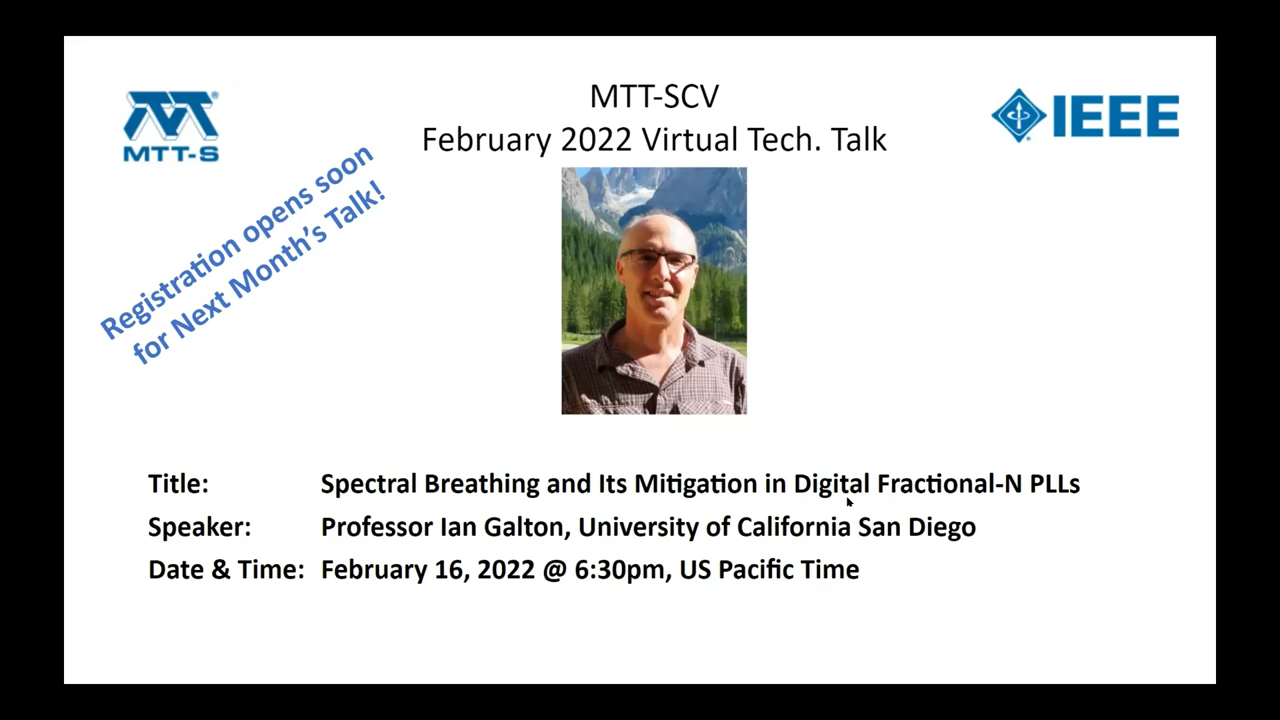 MTT-S
MTT-SCV
February 2022 Virtual Tech. Talk
IEEE
Registration opens soon
for Next Month's Talk!
Title: Spectral Breathing and Its Mitigation in Digital Fractional-N PLLs
Speaker: Professor Ian Galton, University of California San Diego
Date & Time: February 16, 2022 @ 6:30pm, US Pacific Time